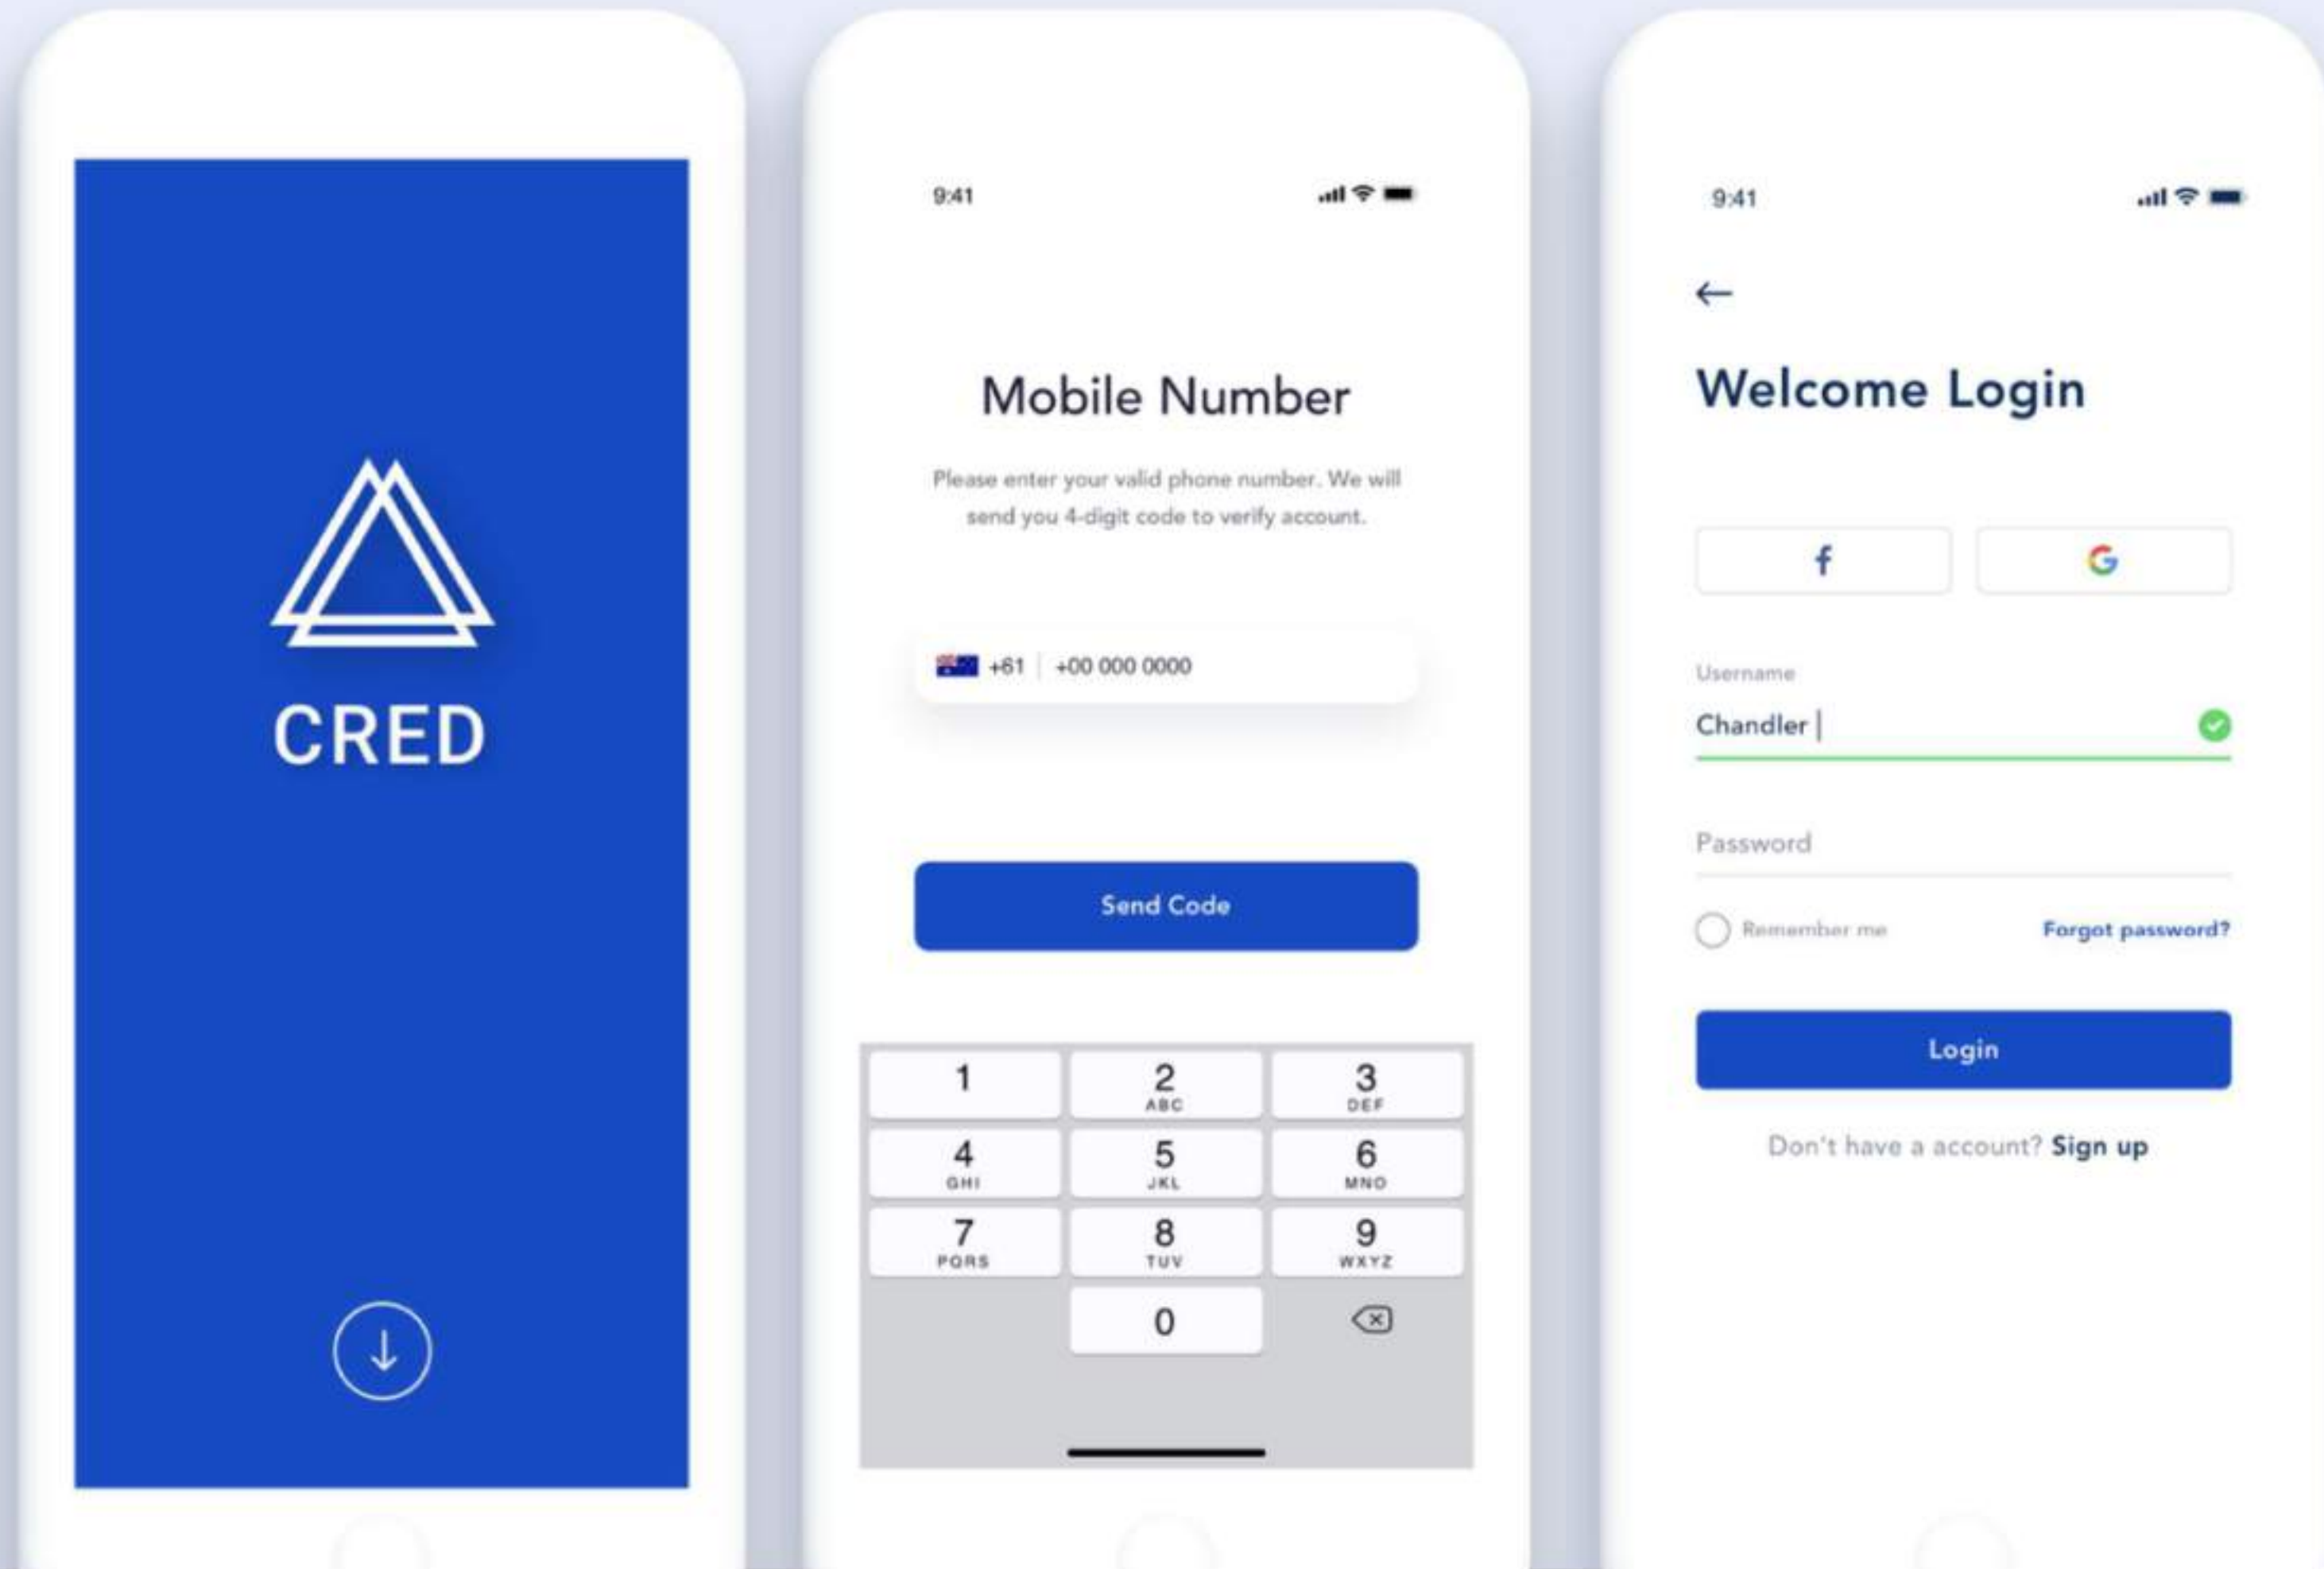 CRED
9:41
Mobile Number
Please enter your valid phone number. We will
send you 4-digit code to verify account.
+61 +00 000 0000
Send Code
1 2 3
ABC DEF
4 5 6
GHI JKL MNO
7 8 9
PQRS TUV WXYZ
0
9:41
Welcome Login
f G
Username
Chandler
Password
Remember me Forgot password?
Login
Don't have a account? Sign up